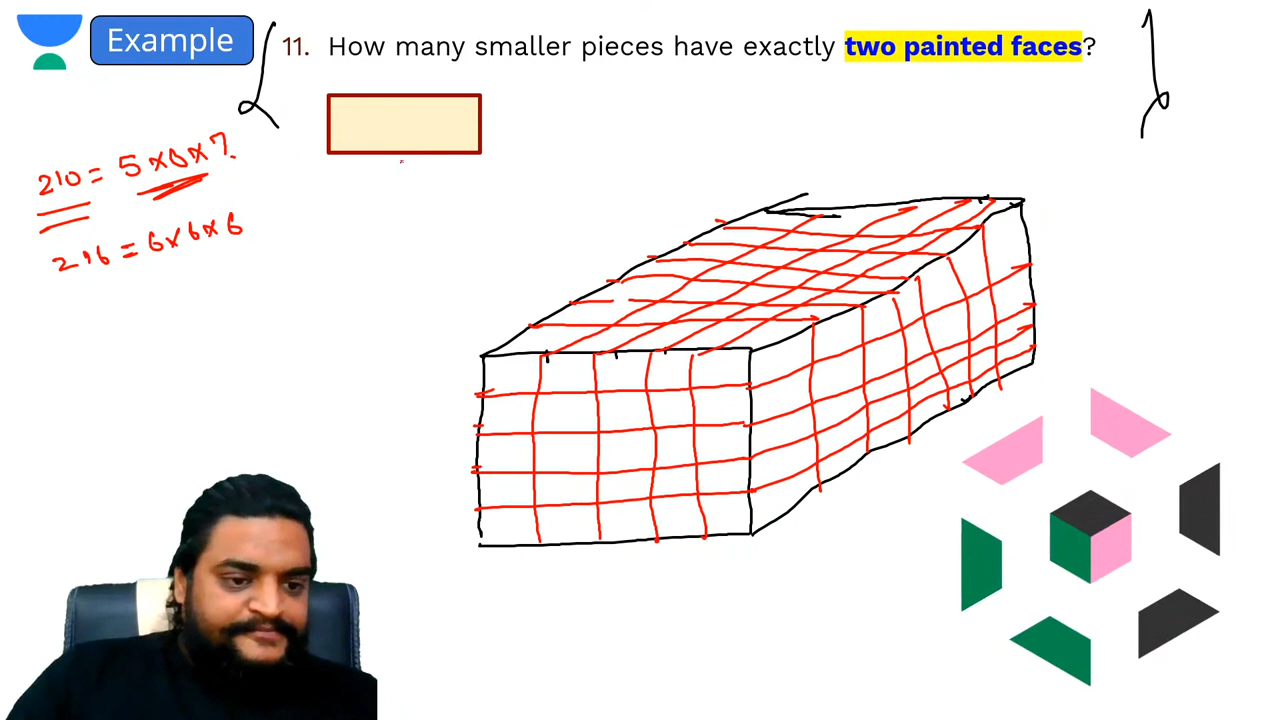 Example
11. How many smaller pieces have exactly two painted faces?
210 = 5×6×7
216 = 6×6×6